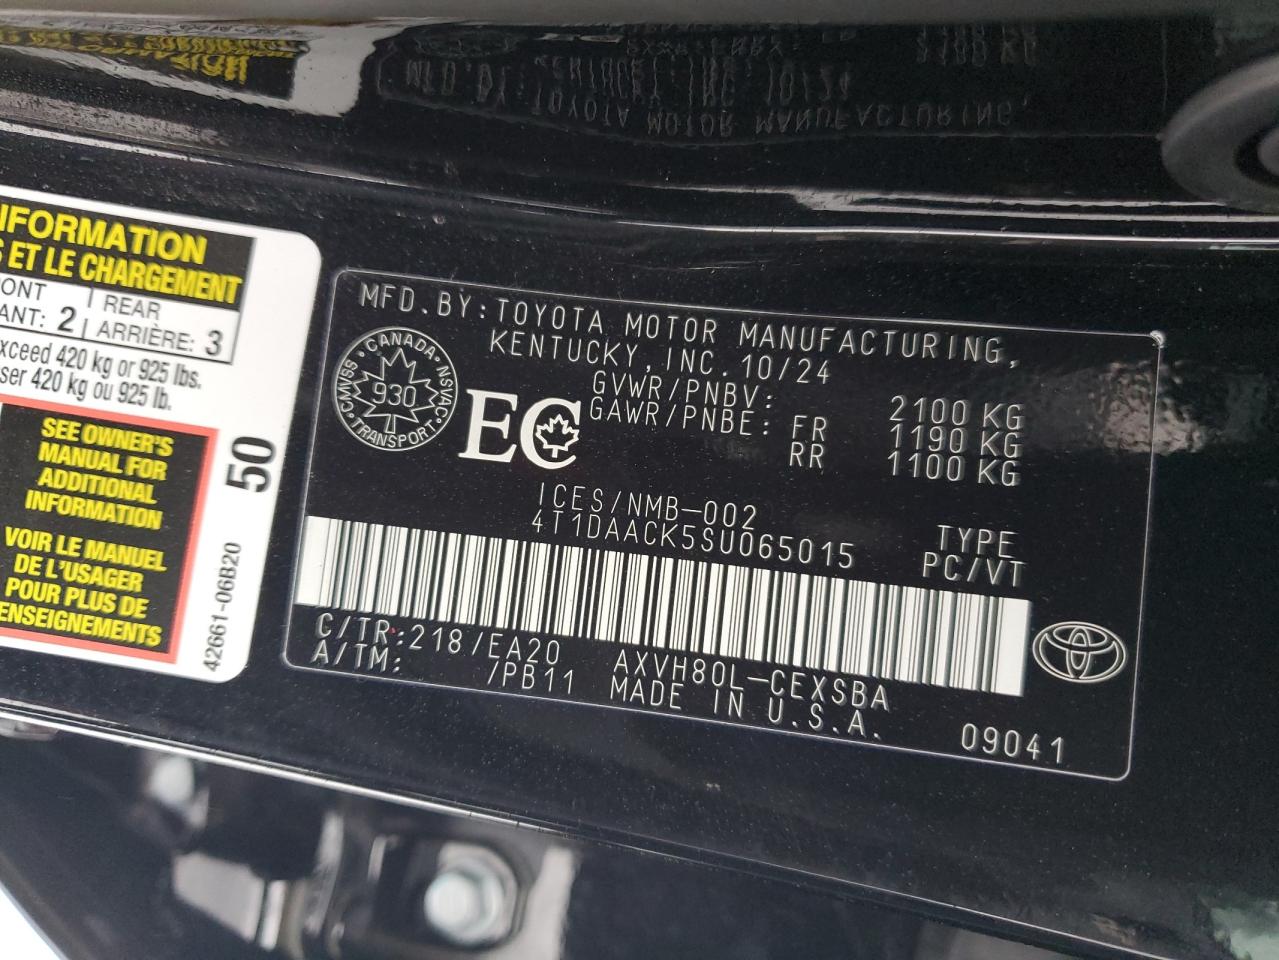 NFORMATION
S ET LE CHARGEMENT
ONT
ANT: 2
REAR
ARRIÈRE: 3
xceed 420 kg or 925 lbs.
ser 420 kg ou 925 lb.
SEE OWNER'S
MANUAL FOR
ADDITIONAL
INFORMATION
VOIR LE MANUEL
DE L'USAGER
POUR PLUS DE
ENSEIGNEMENTS
50
42661-06B20
MFD.BY:TOYOTA MOTOR MANUFACTURING,
KENTUCKY,INC.10/24
GVWR/PNBV: 2100 KG
GAWR/PNBE: FR 1190 KG
RR 1100 KG
CANADA
CMVSS 930 NSVAC
TRANSPORT
EC
ICES/NMB-002
4T1DAACK5SU065015
TYPE
PC/VT
C/TR:218/EA20 AXVH80L-CEXSBA
A/TM: /PB11 MADE IN U.S.A.
09041